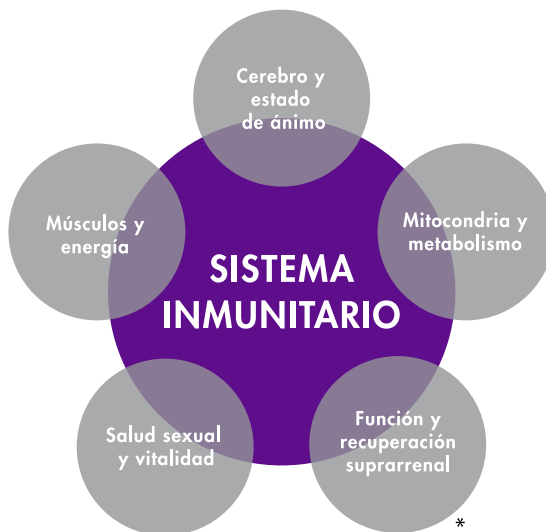 Cerebro y
estado
de ánimo
Músculos y
energía
Mitocondria y
metabolismo
SISTEMA
INMUNITARIO
Salud sexual
y vitalidad
Función y
recuperación
suprarrenal
*